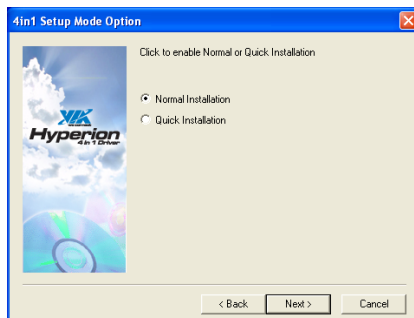 4in1 Setup Mode Option
Click to enable Normal or Quick Installation
Normal Installation
Quick Installation
VIA
Hyperion
4 in 1 Driver
< Back
Next >
Cancel